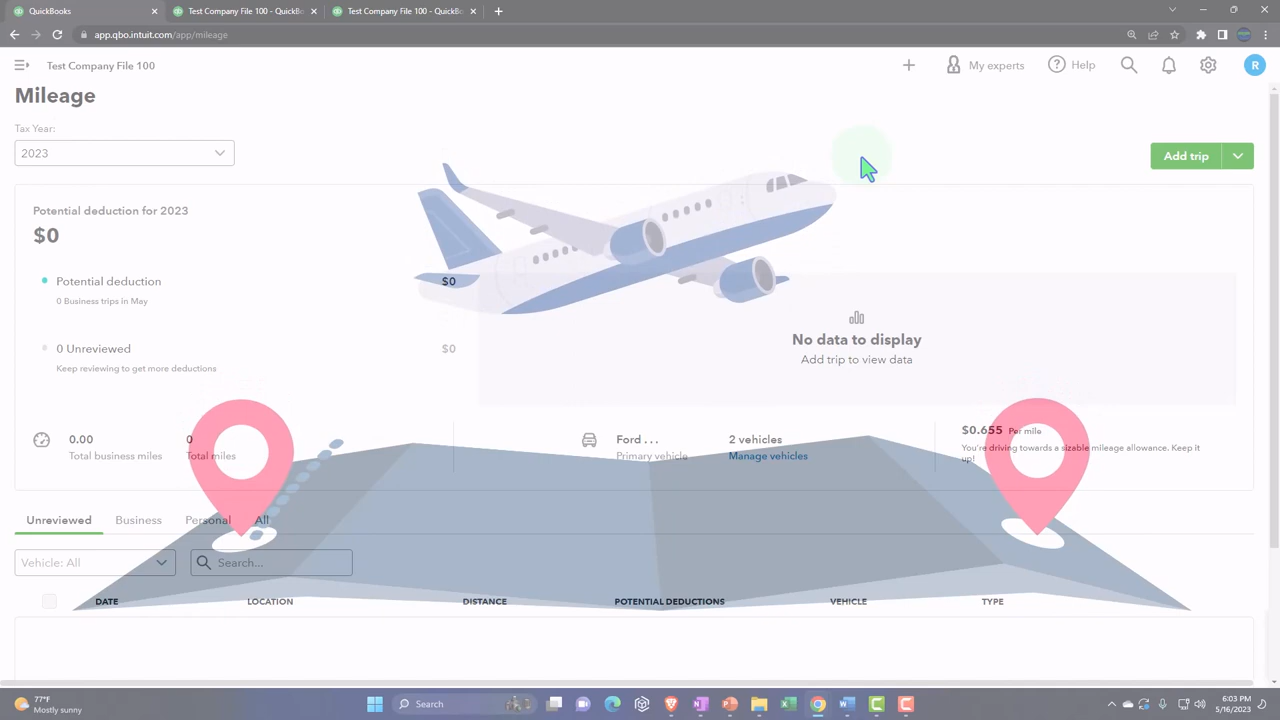 QuickBooks
Test Company File 100 - QuickBo
Test Company File 100 - QuickBo
app.qbo.intuit.com/app/mileage
Test Company File 100
My experts
Help
R
Mileage
Tax Year:
2023
Add trip
Potential deduction for 2023
$0
Potential deduction
$0
0 Business trips in May
0 Unreviewed
$0
Keep reviewing to get more deductions
No data to display
Add trip to view data
0.00
Total business miles
0
Total miles
Ford . . .
Primary vehicle
2 vehicles
Manage vehicles
$0.655 Per mile
You're driving towards a sizable mileage allowance. Keep it
up!
Unreviewed
Business
Personal
All
Vehicle: All
Search...
DATE
LOCATION
DISTANCE
POTENTIAL DEDUCTIONS
VEHICLE
TYPE
77°F
Mostly sunny
Search
6:03 PM
5/16/2023